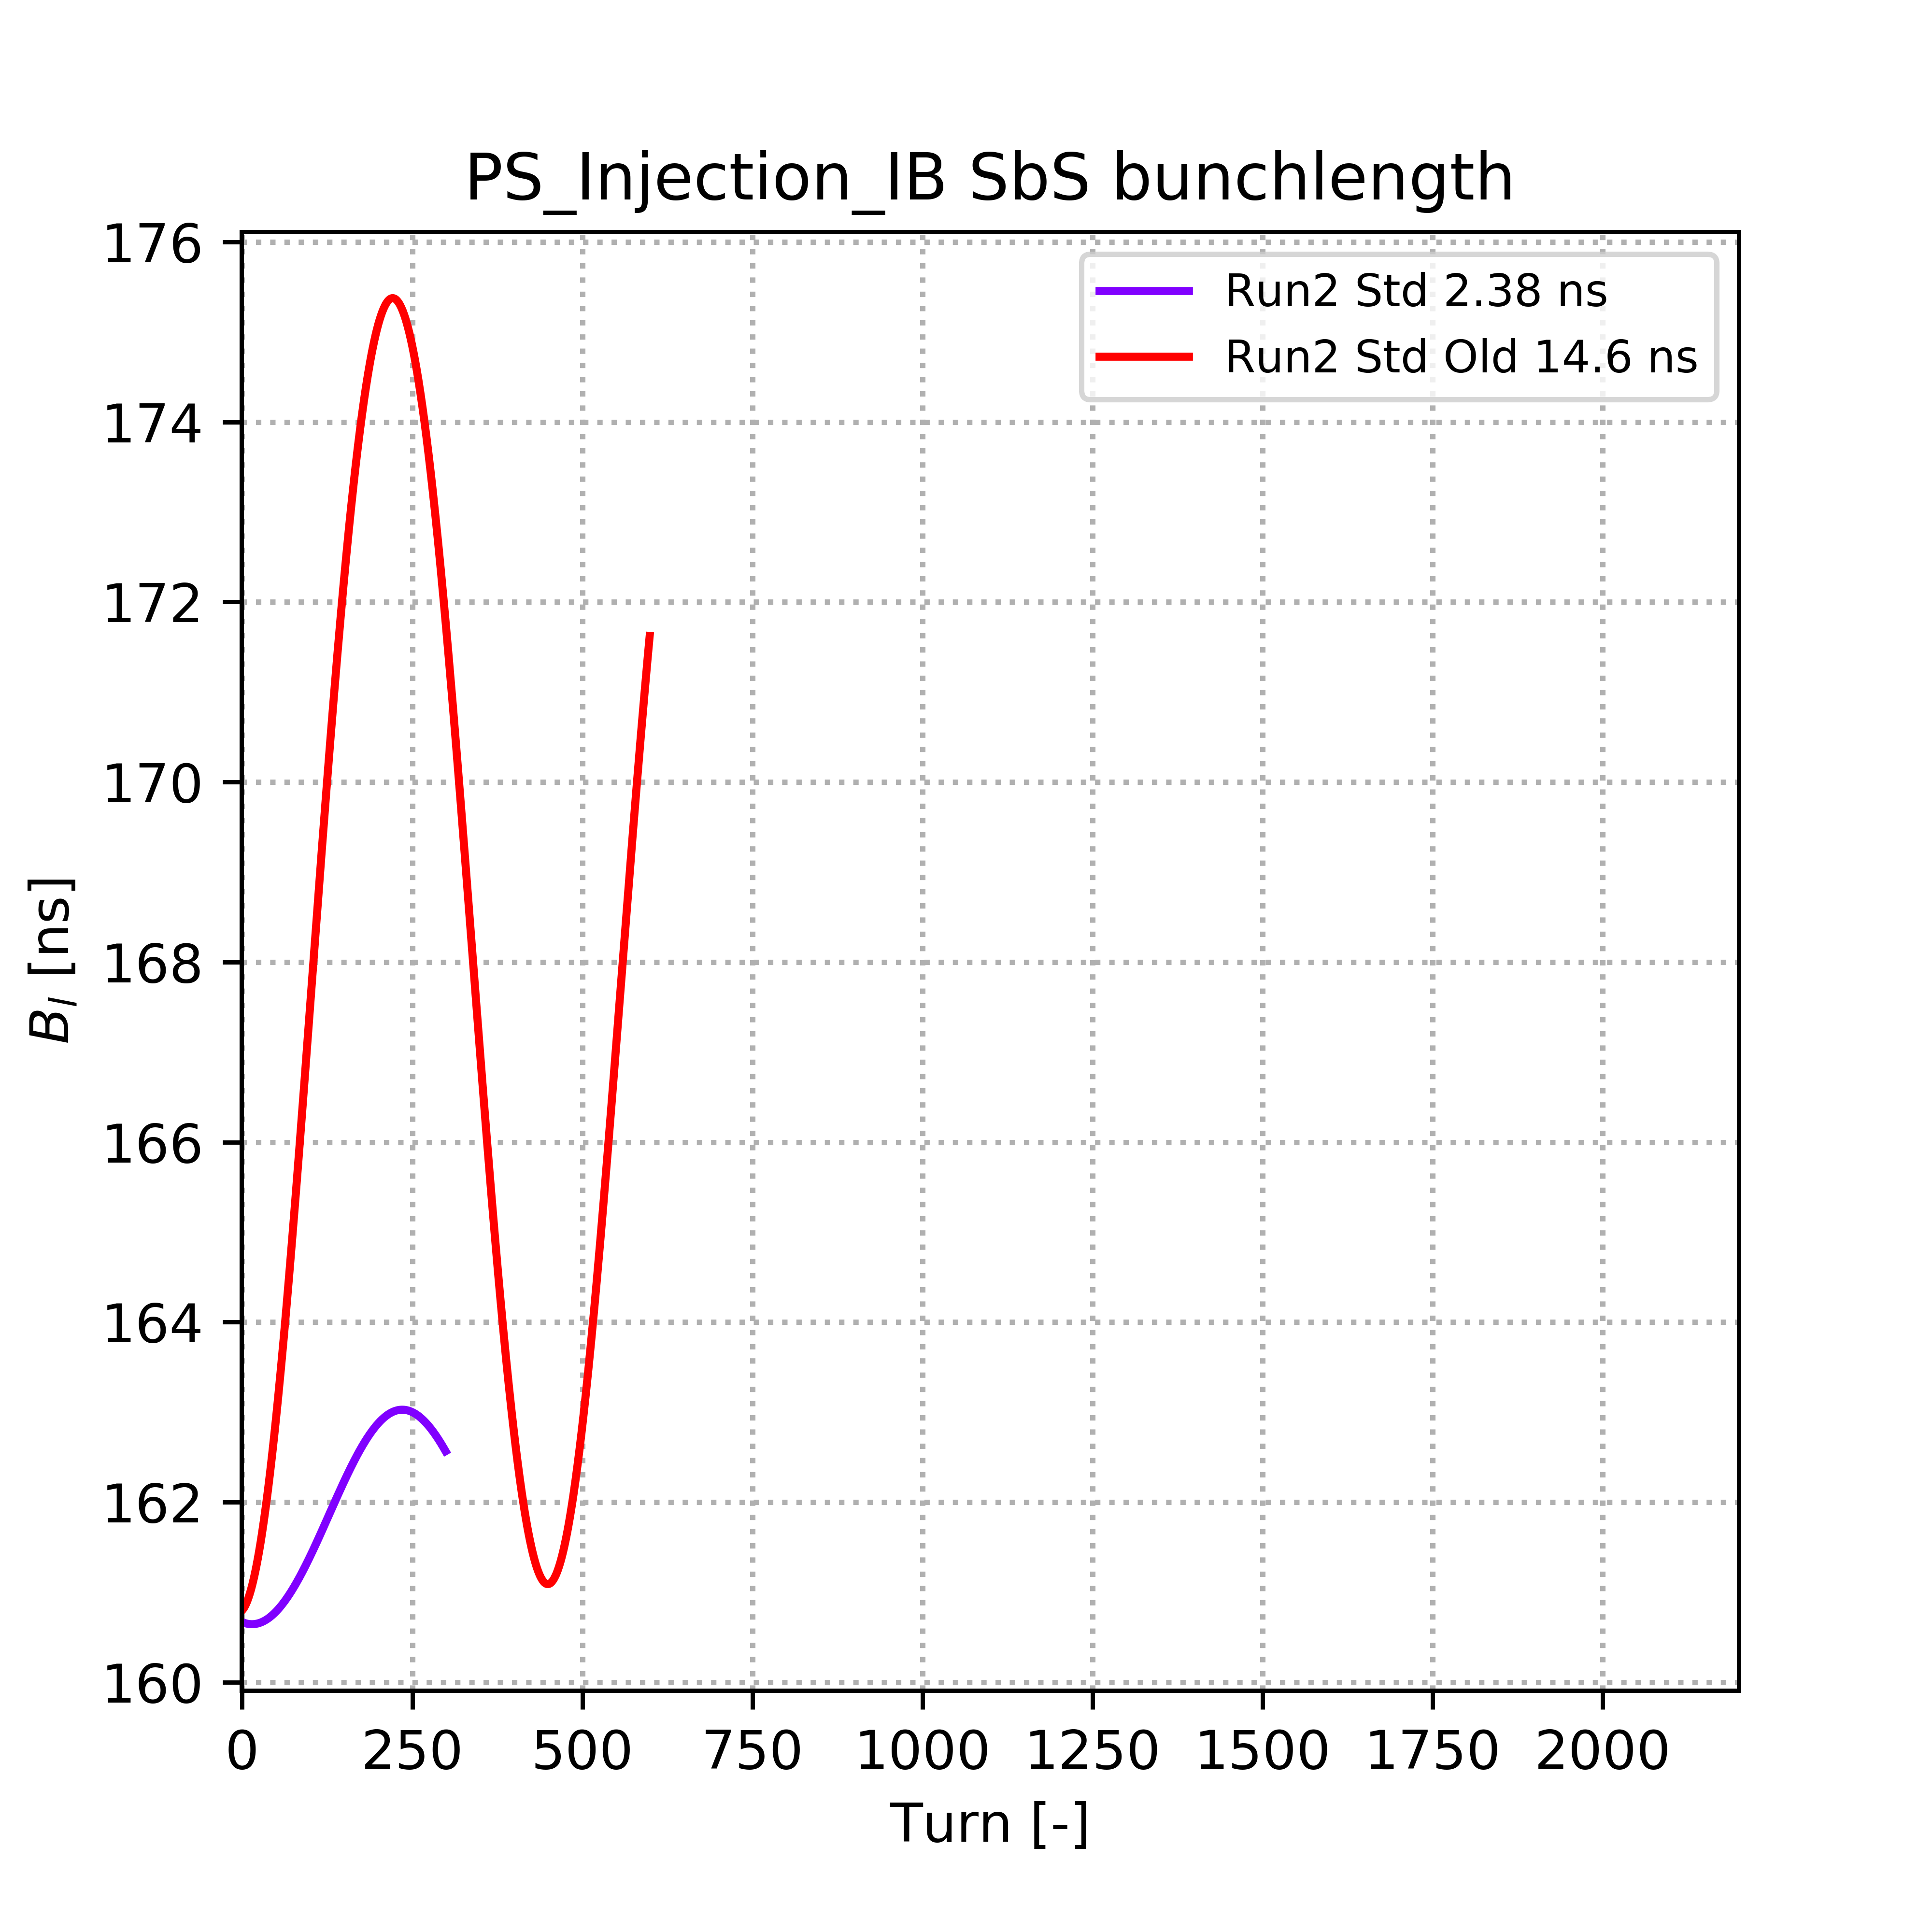 PS_Injection_IB SbS bunchlength
Run2 Std 2.38 ns
Run2 Std Old 14.6 ns
176
174
172
170
168
166
164
162
160
B_l [ns]
0 250 500 750 1000 1250 1500 1750 2000
Turn [-]